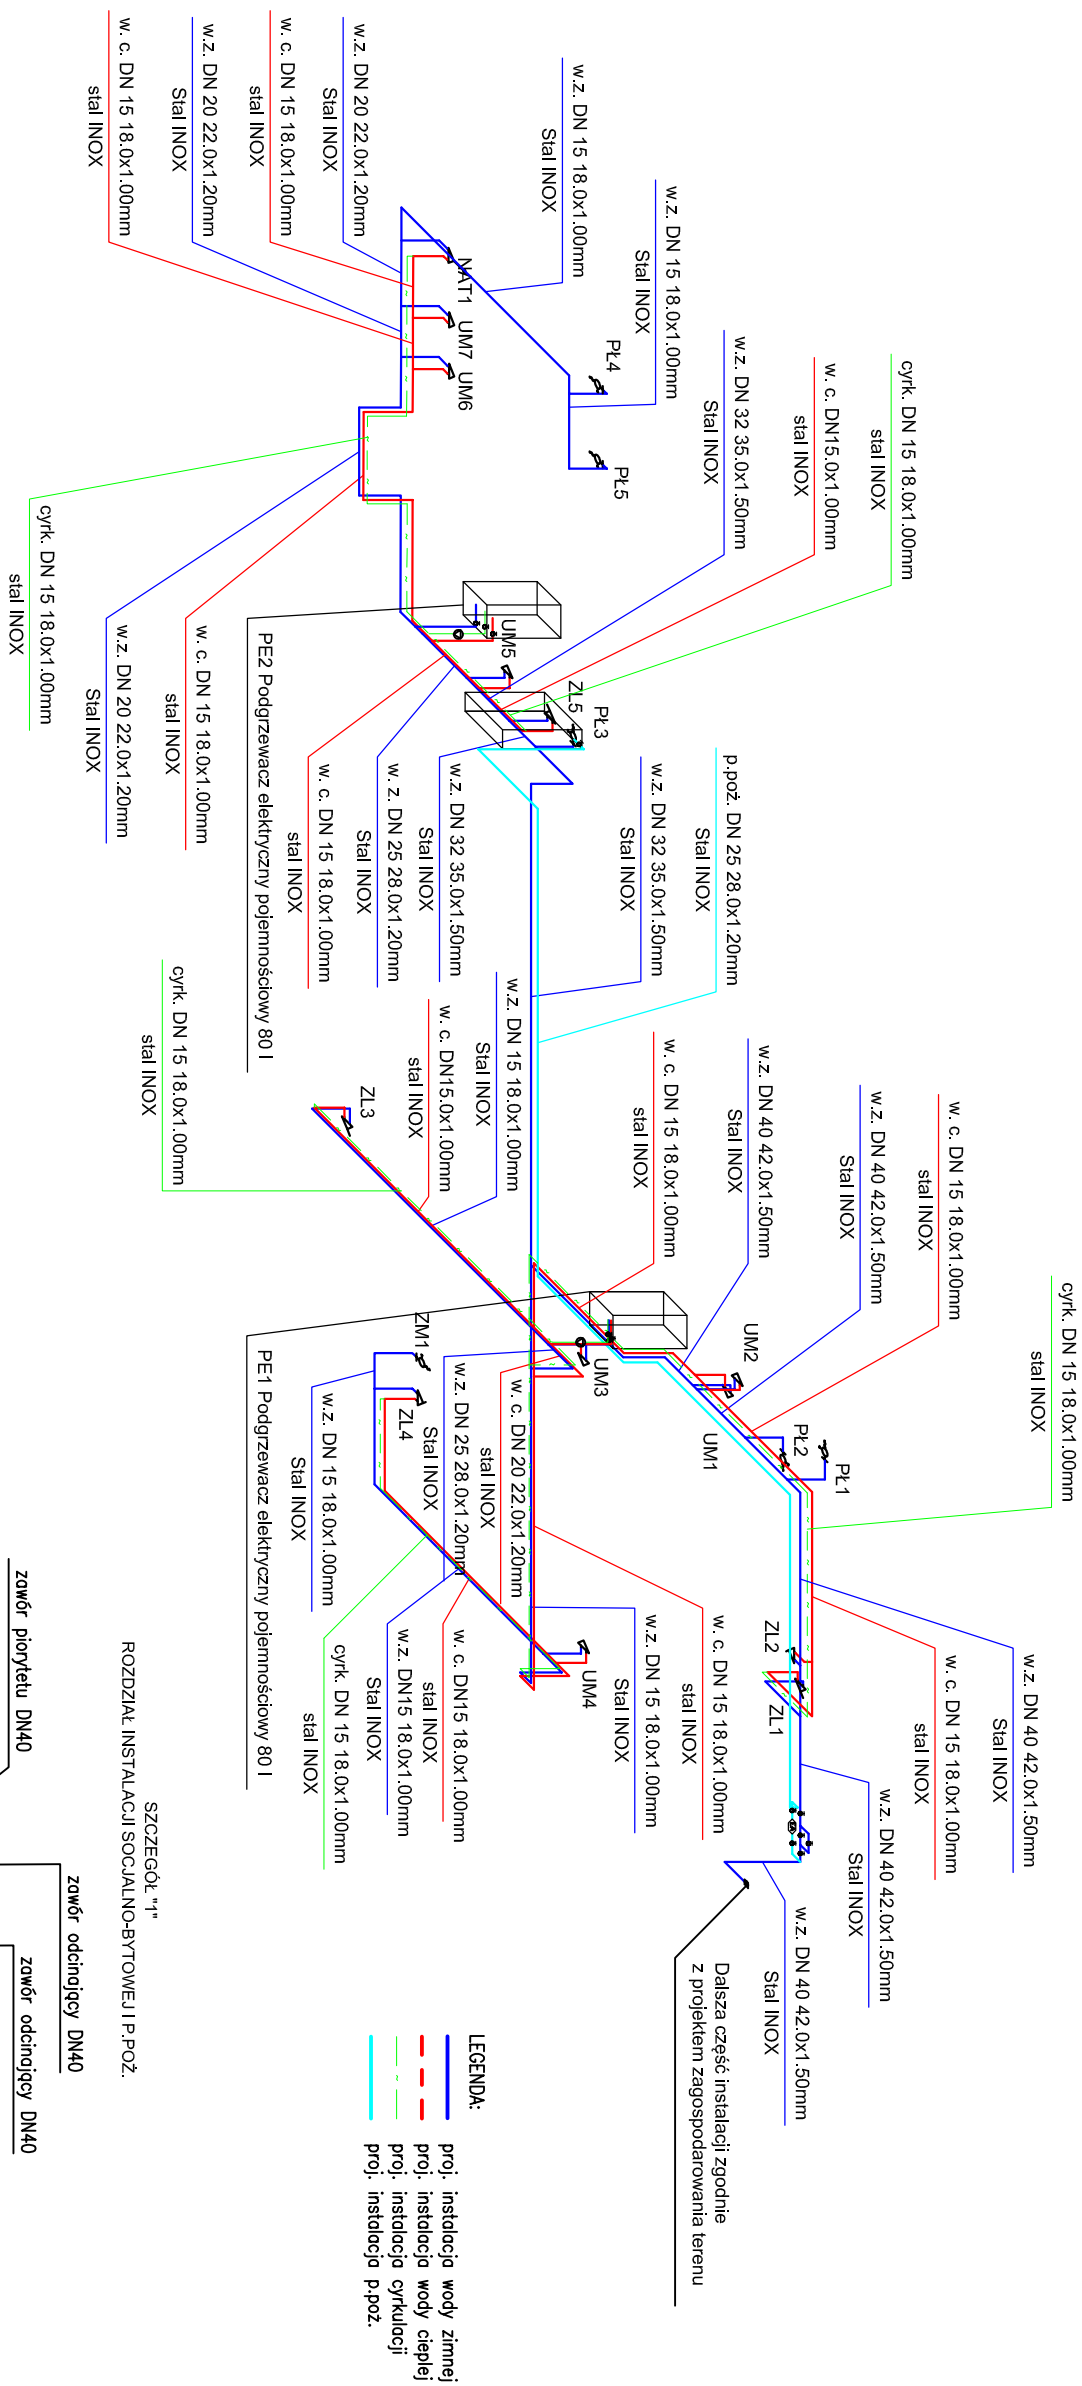 w.z. DN 15 18.0x1.00mm
Stal INOX
w.z. DN 15 18.0x1.00mm
Stal INOX
w.z. DN 20 22.0x1.20mm
Stal INOX
w. c. DN 15 18.0x1.00mm
stal INOX
w.z. DN 20 22.0x1.20mm
Stal INOX
w. c. DN 15 18.0x1.00mm
stal INOX
NAT1
UM7
UM6
PŁ4
PŁ5
cyrk. DN 15 18.0x1.00mm
stal INOX
w. c. DN15.0x1.00mm
stal INOX
w.z. DN 32 35.0x1.50mm
Stal INOX
cyrk. DN 15 18.0x1.00mm
stal INOX
w.z. DN 20 22.0x1.20mm
Stal INOX
w. c. DN 15 18.0x1.00mm
stal INOX
PE2 Podgrzewacz elektryczny pojemnościowy 80 l
UM5
ZL5
PŁ3
p.poż. DN 25 28.0x1.20mm
Stal INOX
w.z. DN 32 35.0x1.50mm
Stal INOX
w.z. DN 32 35.0x1.50mm
Stal INOX
w. z. DN 25 28.0x1.20mm
Stal INOX
w. c. DN 15 18.0x1.00mm
stal INOX
w.z. DN 15 18.0x1.00mm
Stal INOX
w. c. DN15.0x1.00mm
stal INOX
cyrk. DN 15 18.0x1.00mm
stal INOX
ZL3
cyrk. DN 15 18.0x1.00mm
stal INOX
w. c. DN 15 18.0x1.00mm
stal INOX
w.z. DN 40 42.0x1.50mm
Stal INOX
w.z. DN 40 42.0x1.50mm
Stal INOX
w. c. DN 15 18.0x1.00mm
stal INOX
UM2
UM1
UM3
PŁ2
PŁ1
ZM1
ZL4
w. c. DN 20 22.0x1.20mm
stal INOX
w.z. DN 25 28.0x1.20mm
Stal INOX
w.z. DN 15 18.0x1.00mm
Stal INOX
PE1 Podgrzewacz elektryczny pojemnościowy 80 l
ZL2
ZL1
UM4
w.z. DN 40 42.0x1.50mm
Stal INOX
w. c. DN 15 18.0x1.00mm
stal INOX
w.z. DN 40 42.0x1.50mm
Stal INOX
w.z. DN 40 42.0x1.50mm
Stal INOX
w. c. DN 15 18.0x1.00mm
stal INOX
w.z. DN 15 18.0x1.00mm
Stal INOX
w. c. DN15 18.0x1.00mm
stal INOX
w.z. DN15 18.0x1.00mm
Stal INOX
cyrk. DN 15 18.0x1.00mm
stal INOX
Dalsza część instalacji zgodnie
z projektem zagospodarowania terenu
LEGENDA:
proj. instalacja wody zimnej
proj. instalacja wody ciepłej
proj. instalacja cyrkulacji
proj. instalacja p.poż.
SZCZEGÓŁ "1"
ROZDZIAŁ INSTALACJI SOCJALNO-BYTOWEJ I P.POŻ.
zawór piorytetu DN40
zawór odcinający DN40
zawór odcinający DN40